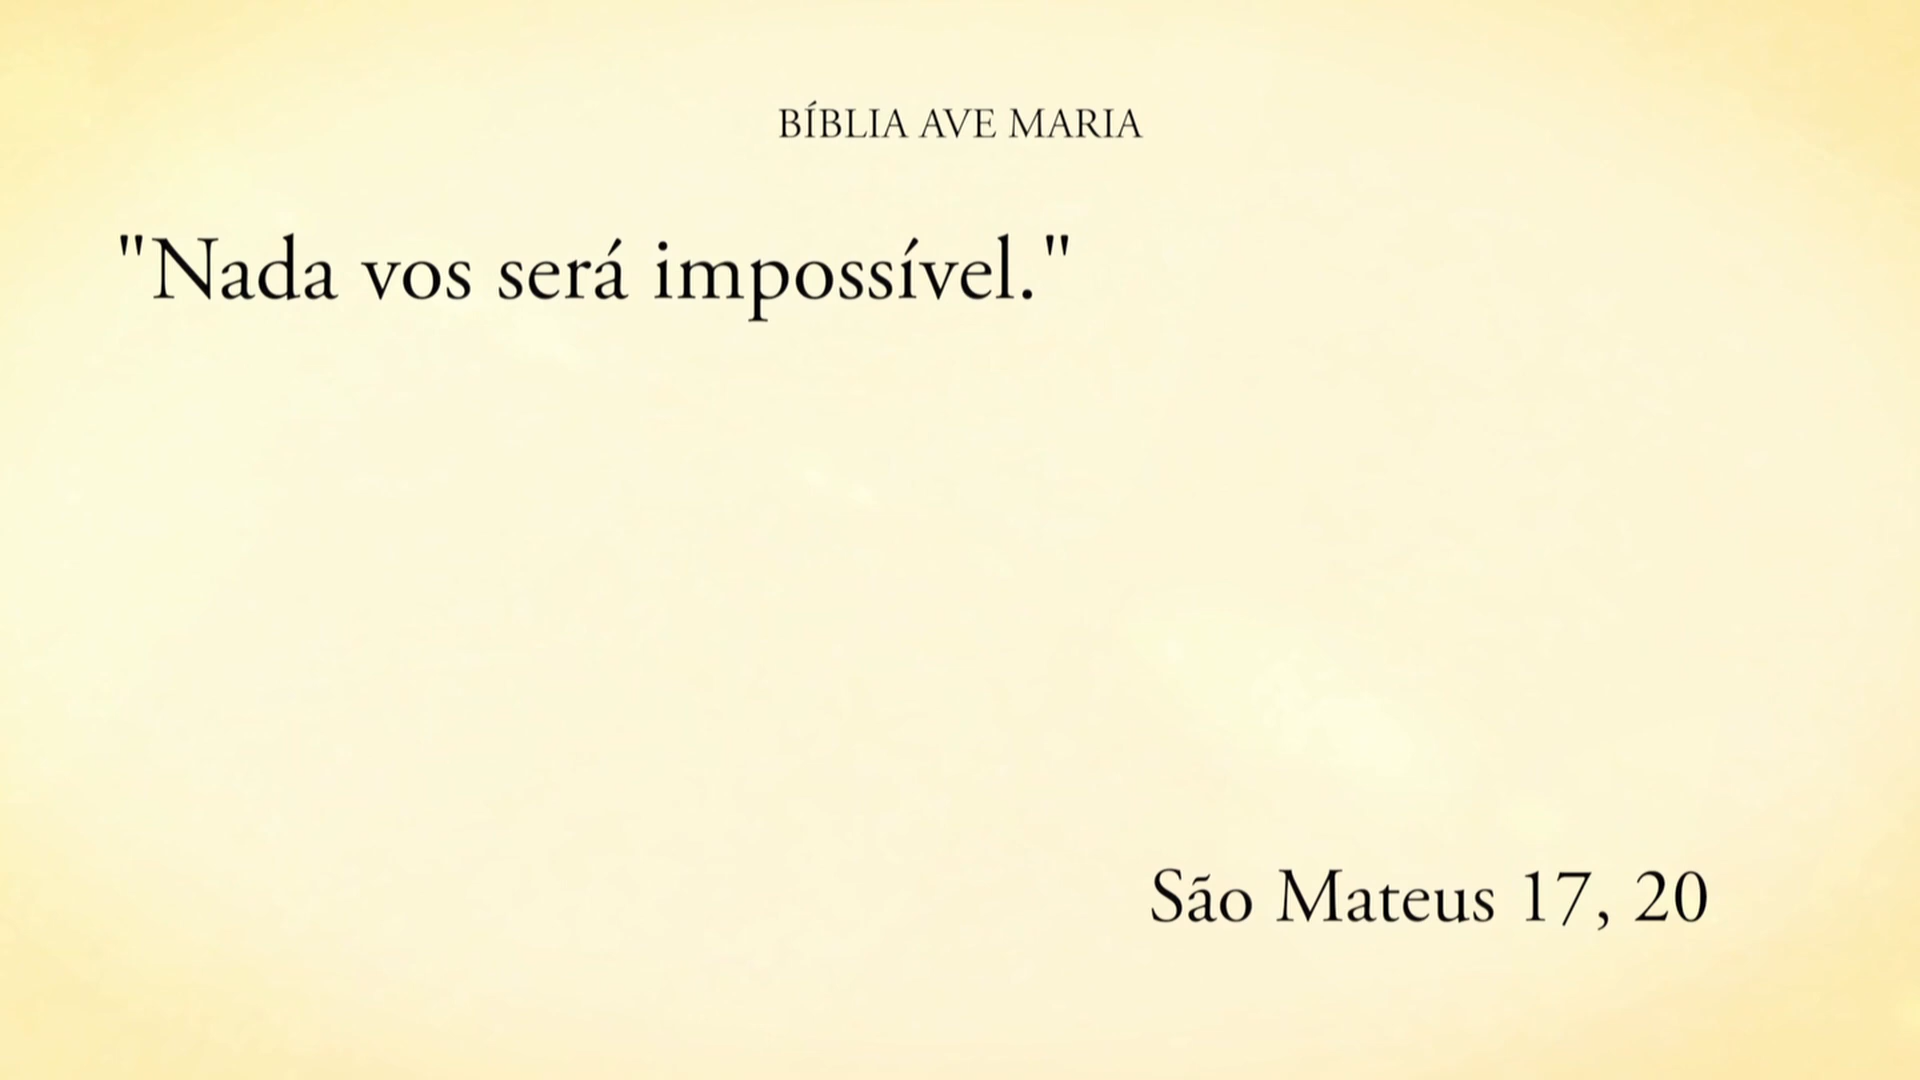 BÍBLIA AVE MARIA
"Nada vos será impossível."
São Mateus 17, 20